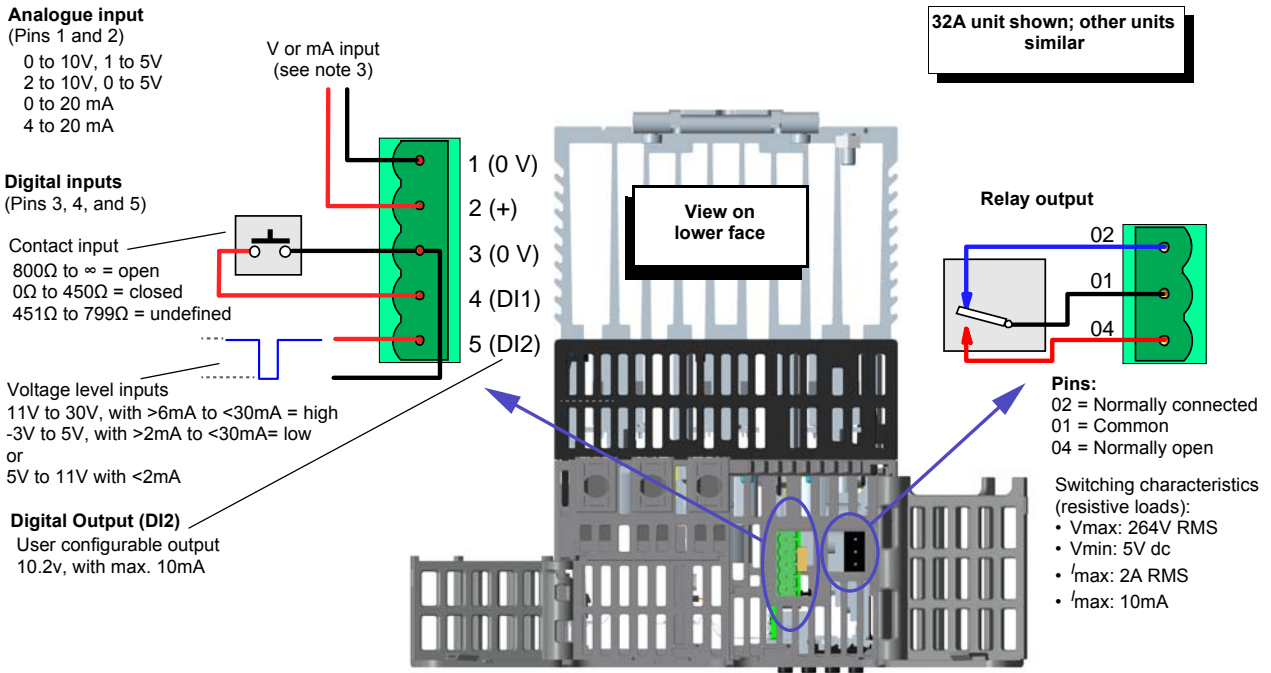 Analogue input
(Pins 1 and 2)
0 to 10V, 1 to 5V
2 to 10V, 0 to 5V
0 to 20 mA
4 to 20 mA
V or mA input
(see note 3)
Digital inputs
(Pins 3, 4, and 5)
Contact input
800Ω to ∞ = open
0Ω to 450Ω = closed
451Ω to 799Ω = undefined
Voltage level inputs
11V to 30V, with >6mA to <30mA = high
-3V to 5V, with >2mA to <30mA= low
or
5V to 11V with <2mA
Digital Output (DI2)
User configurable output
10.2v, with max. 10mA
1 (0 V)
2 (+)
3 (0 V)
4 (DI1)
5 (DI2)
View on
lower face
32A unit shown; other units
similar
Relay output
02
01
04
Pins:
02 = Normally connected
01 = Common
04 = Normally open
Switching characteristics
(resistive loads):
• Vmax: 264V RMS
• Vmin: 5V dc
• Imax: 2A RMS
• Imax: 10mA